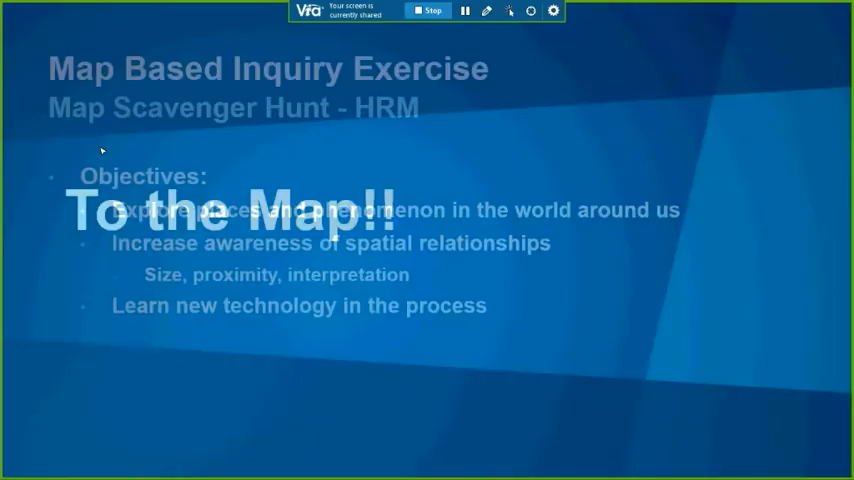 Via
Your screen is
currently shared
Stop
Map Based Inquiry Exercise
Map Scavenger Hunt - HRM
Objectives:
To the Map!!
Explore places and phenomenon in the world around us
Increase awareness of spatial relationships
Size, proximity, interpretation
Learn new technology in the process